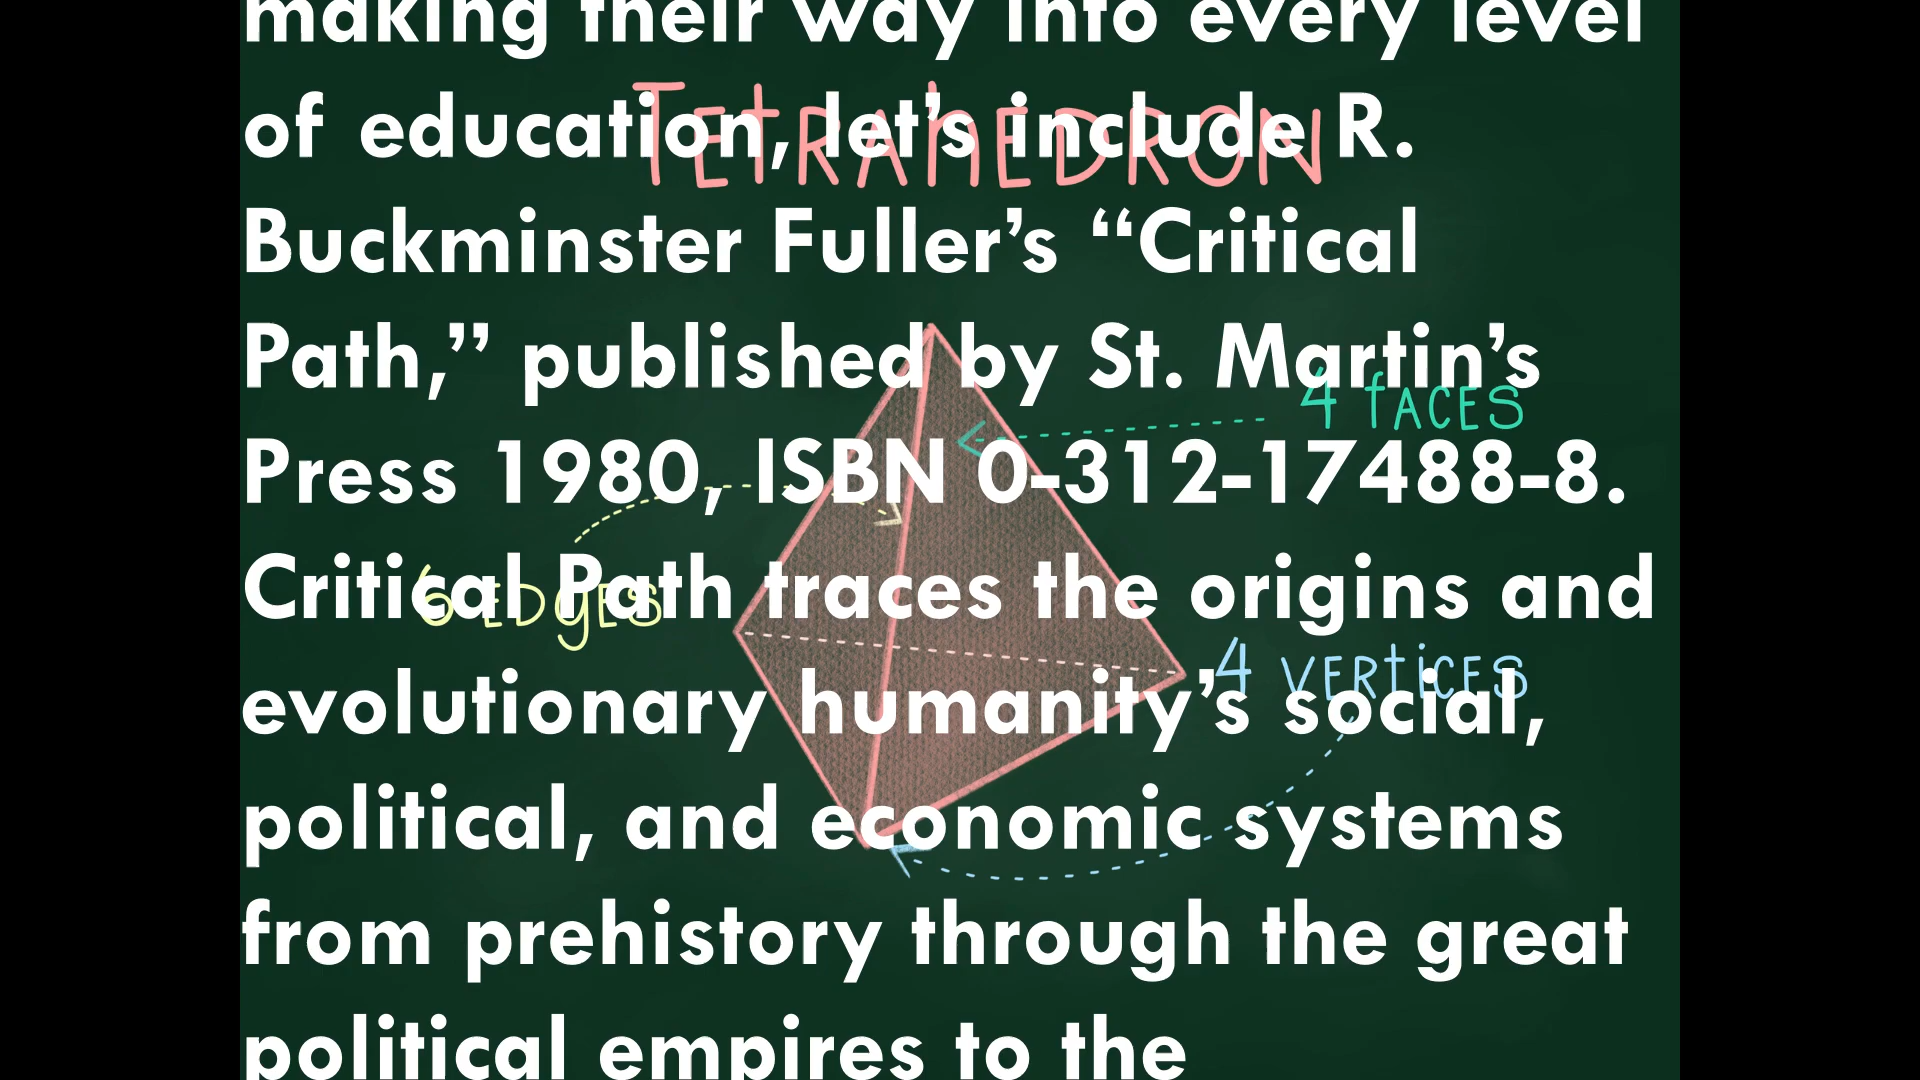 making their way into every level
of education, let’s include R.
Buckminster Fuller’s “Critical
Path,” published by St. Martin’s
Press 1980, ISBN 0-312-17488-8.
Critical Path traces the origins and
evolutionary humanity’s social,
political, and economic systems
from prehistory through the great
political empires to the
TETRAHEDRON
4 fACES
6 EDgES
4 VERtiCES